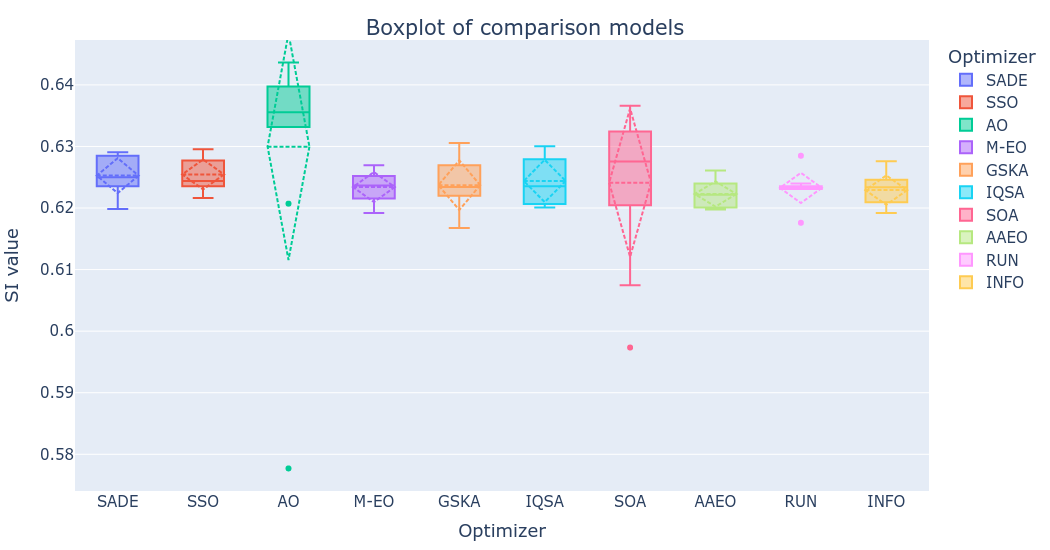 Boxplot of comparison models
SI value
0.64
0.63
0.62
0.61
0.6
0.59
0.58
SADE SSO AO M-EO GSKA IQSA SOA AAEO RUN INFO
Optimizer
Optimizer
SADE
SSO
AO
M-EO
GSKA
IQSA
SOA
AAEO
RUN
INFO